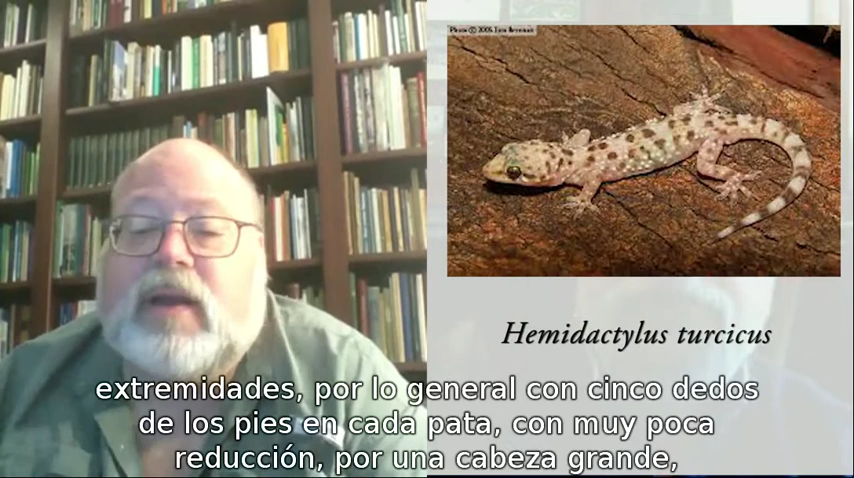 Hemidactylus turcicus
extremidades, por lo general con cinco dedos
de los pies en cada pata, con muy poca
reducción, por una cabeza grande,